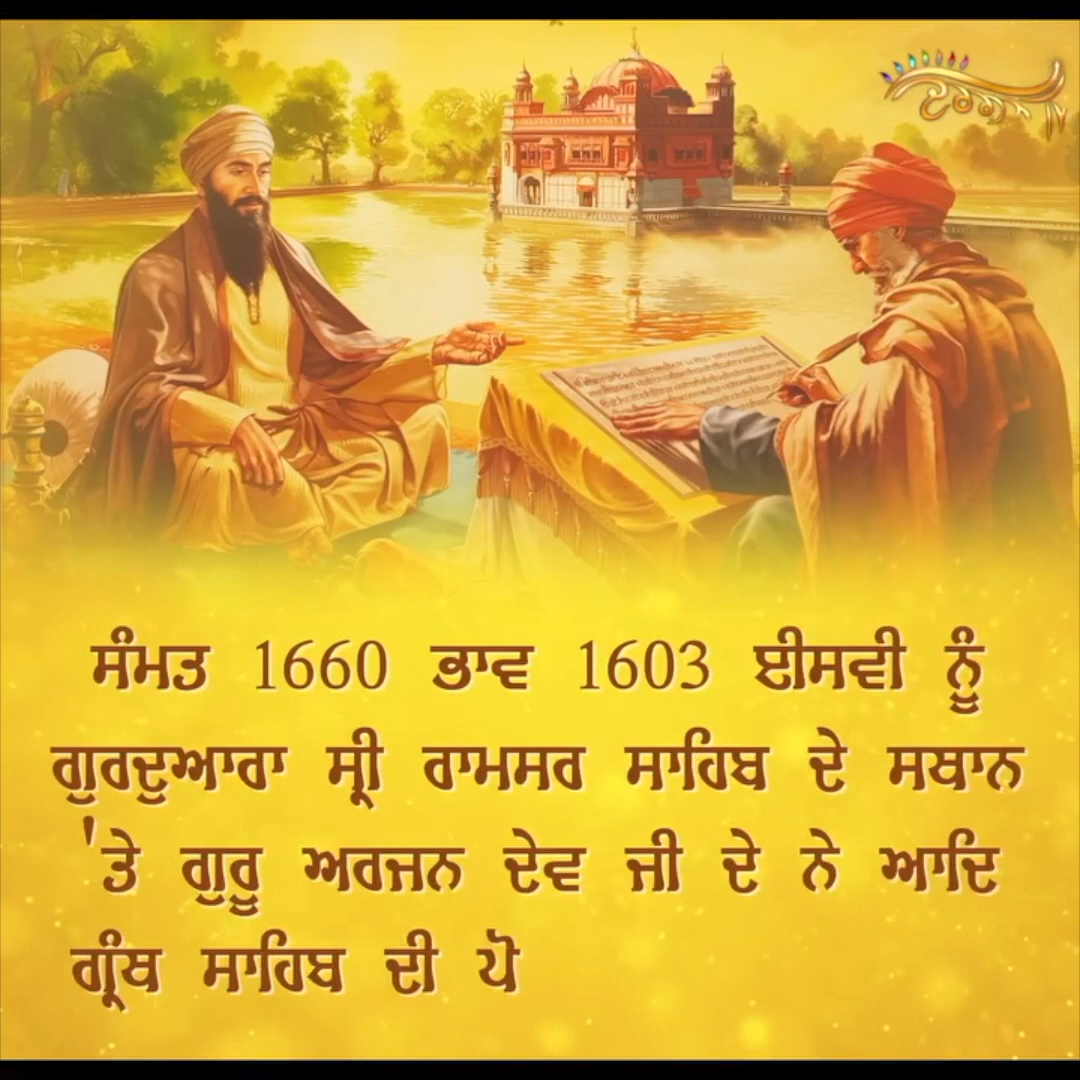 ਸੰਮਤ 1660 ਭਾਵ 1603 ਈਸਵੀ ਨੂੰ
ਗੁਰਦੁਆਰਾ ਸ੍ਰੀ ਰਾਮਸਰ ਸਾਹਿਬ ਦੇ ਸਥਾਨ
'ਤੇ ਗੁਰੂ ਅਰਜਨ ਦੇਵ ਜੀ ਦੇ ਨੇ ਆਦਿ
ਗ੍ਰੰਥ ਸਾਹਿਬ ਦੀ ਪੋ